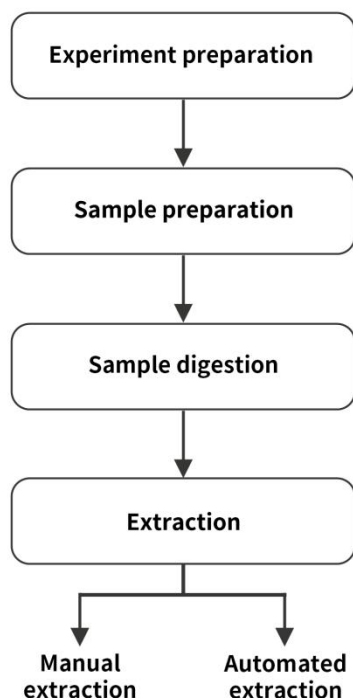 Experiment preparation
Sample preparation
Sample digestion
Extraction
Manual
extraction
Automated
extraction